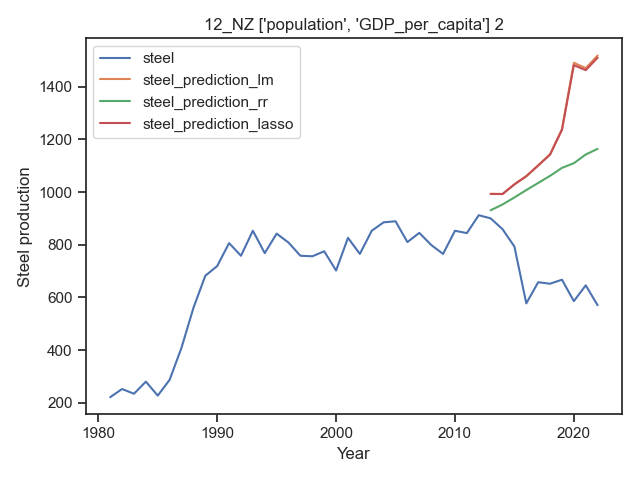 12_NZ ['population', 'GDP_per_capita'] 2
steel
steel_prediction_lm
steel_prediction_rr
steel_prediction_lasso
Steel production
1400
1200
1000
800
600
400
200
1980
1990
2000
2010
2020
Year